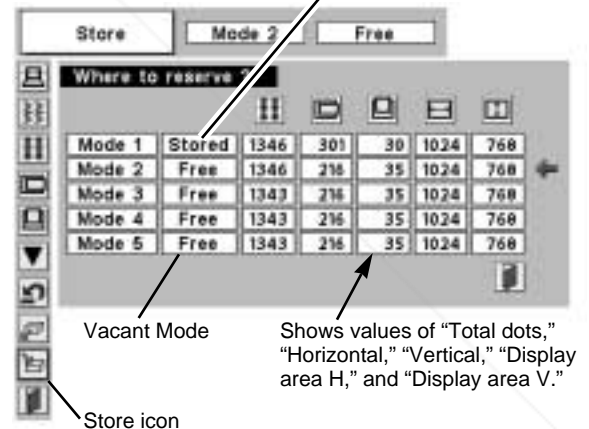 Store Mode 2 Free
Where to reserve ?
Mode 1 Stored 1346 301 30 1024 768
Mode 2 Free 1346 216 35 1024 768
Mode 3 Free 1343 216 35 1024 768
Mode 4 Free 1343 216 35 1024 768
Mode 5 Free 1343 216 35 1024 768
Vacant Mode
Shows values of “Total dots,”
“Horizontal,” “Vertical,” “Display
area H,” and “Display area V.”
Store icon